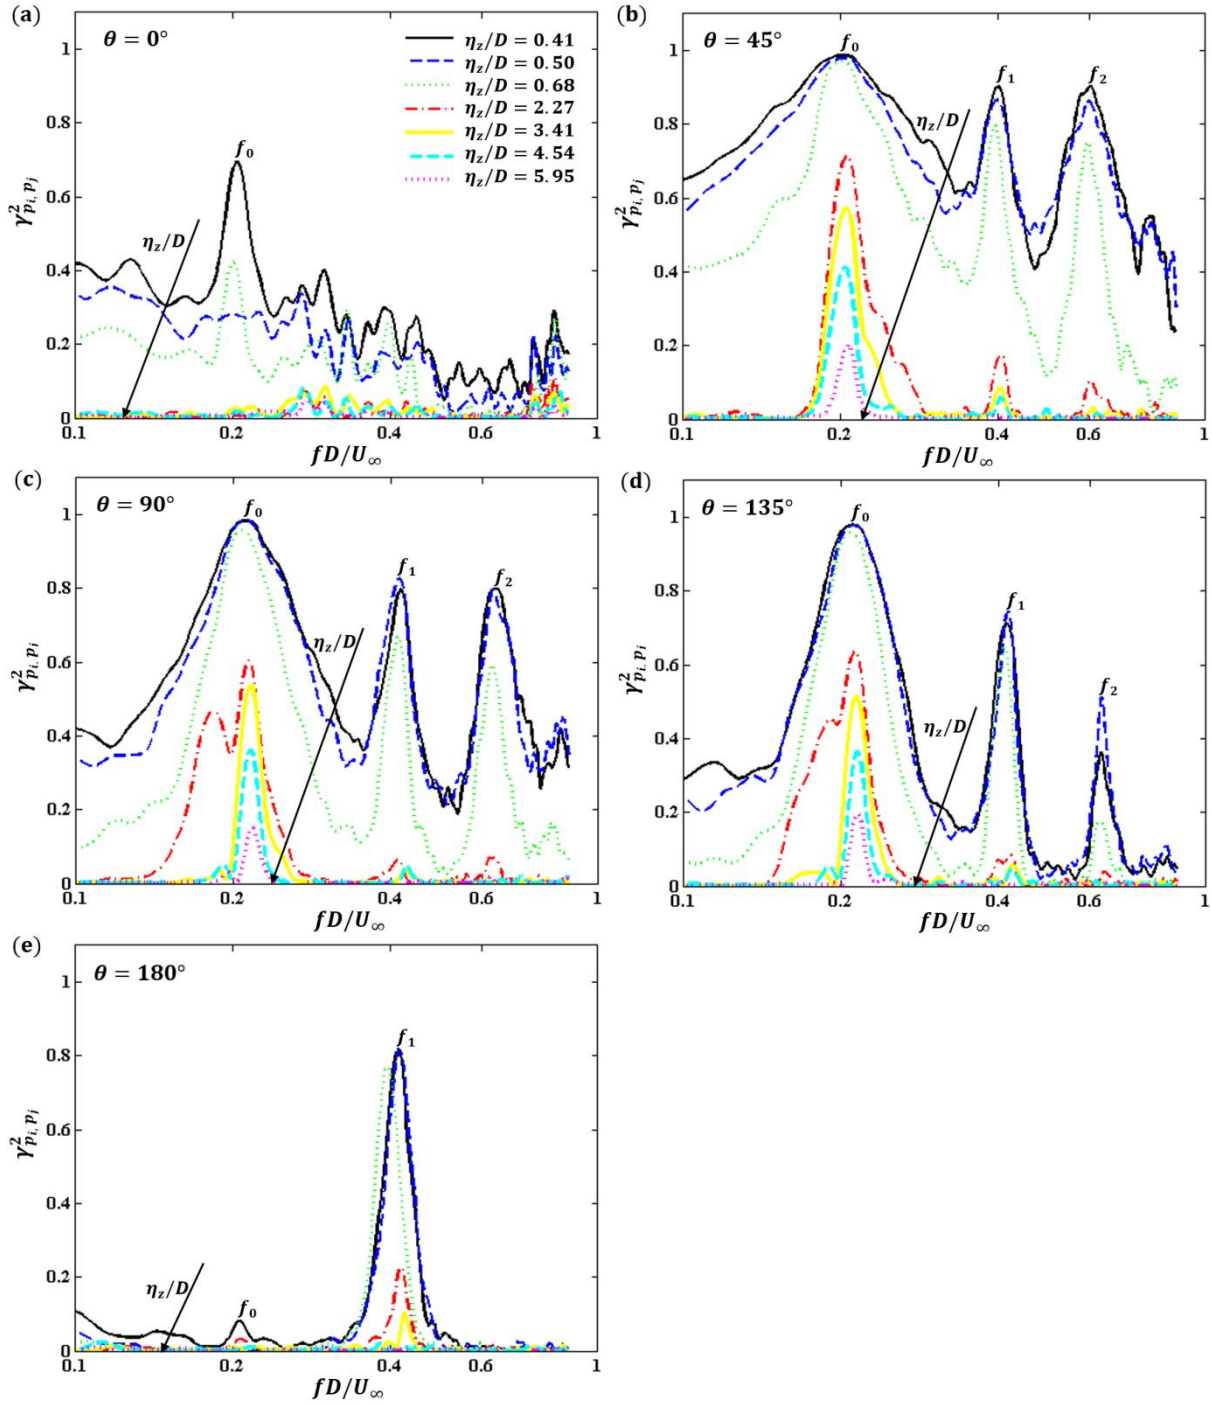 (a)
θ = 0°
η_z/D = 0.41
η_z/D = 0.50
η_z/D = 0.68
η_z/D = 2.27
η_z/D = 3.41
η_z/D = 4.54
η_z/D = 5.95
f_0
η_z/D
1
0.8
0.6
0.4
0.2
0
γ²_{p_i, p_j}
0.1 0.2 0.4 0.6 1
fD/U_∞
(b)
θ = 45°
f_0
f_1
f_2
η_z/D
1
0.8
0.6
0.4
0.2
0
γ²_{p_i, p_j}
0.1 0.2 0.4 0.6 1
fD/U_∞
(c)
θ = 90°
f_0
f_1
f_2
η_z/D
1
0.8
0.6
0.4
0.2
0
γ²_{p_i, p_j}
0.1 0.2 0.4 0.6 1
fD/U_∞
(d)
θ = 135°
f_0
f_1
f_2
η_z/D
1
0.8
0.6
0.4
0.2
0
γ²_{p_i, p_j}
0.1 0.2 0.4 0.6 1
fD/U_∞
(e)
θ = 180°
f_1
η_z/D
f_0
1
0.8
0.6
0.4
0.2
0
γ²_{p_i, p_j}
0.1 0.2 0.4 0.6 1
fD/U_∞